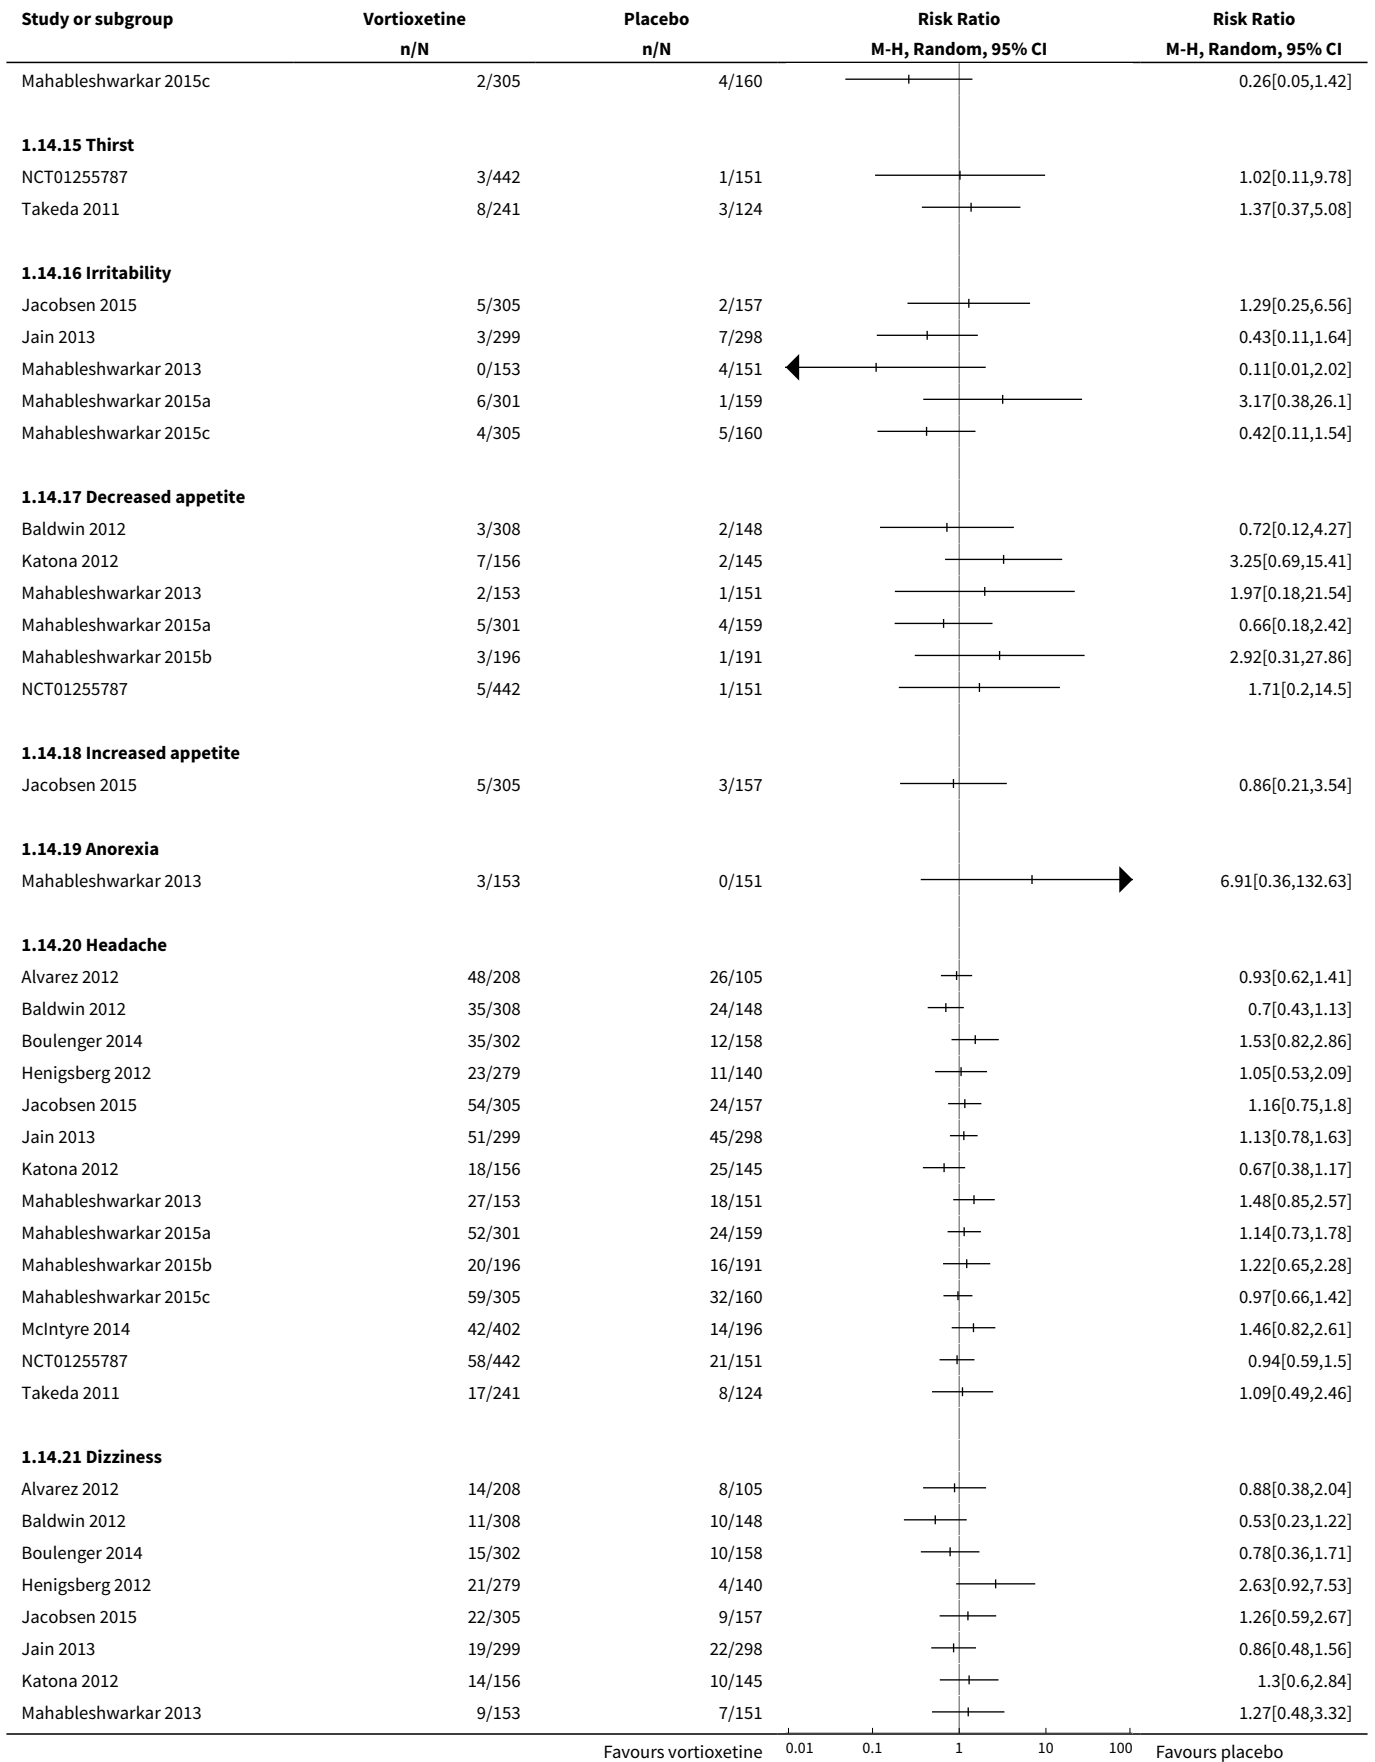 Study or subgroup Vortioxetine Placebo Risk Ratio Risk Ratio
n/N n/N M-H, Random, 95% CI M-H, Random, 95% CI
Mahableshwarkar 2015c 2/305 4/160 0.26[0.05,1.42]
1.14.15 Thirst
NCT01255787 3/442 1/151 1.02[0.11,9.78]
Takeda 2011 8/241 3/124 1.37[0.37,5.08]
1.14.16 Irritability
Jacobsen 2015 5/305 2/157 1.29[0.25,6.56]
Jain 2013 3/299 7/298 0.43[0.11,1.64]
Mahableshwarkar 2013 0/153 4/151 0.11[0.01,2.02]
Mahableshwarkar 2015a 6/301 1/159 3.17[0.38,26.1]
Mahableshwarkar 2015c 4/305 5/160 0.42[0.11,1.54]
1.14.17 Decreased appetite
Baldwin 2012 3/308 2/148 0.72[0.12,4.27]
Katona 2012 7/156 2/145 3.25[0.69,15.41]
Mahableshwarkar 2013 2/153 1/151 1.97[0.18,21.54]
Mahableshwarkar 2015a 5/301 4/159 0.66[0.18,2.42]
Mahableshwarkar 2015b 3/196 1/191 2.92[0.31,27.86]
NCT01255787 5/442 1/151 1.71[0.2,14.5]
1.14.18 Increased appetite
Jacobsen 2015 5/305 3/157 0.86[0.21,3.54]
1.14.19 Anorexia
Mahableshwarkar 2013 3/153 0/151 6.91[0.36,132.63]
1.14.20 Headache
Alvarez 2012 48/208 26/105 0.93[0.62,1.41]
Baldwin 2012 35/308 24/148 0.7[0.43,1.13]
Boulenger 2014 35/302 12/158 1.53[0.82,2.86]
Henigsberg 2012 23/279 11/140 1.05[0.53,2.09]
Jacobsen 2015 54/305 24/157 1.16[0.75,1.8]
Jain 2013 51/299 45/298 1.13[0.78,1.63]
Katona 2012 18/156 25/145 0.67[0.38,1.17]
Mahableshwarkar 2013 27/153 18/151 1.48[0.85,2.57]
Mahableshwarkar 2015a 52/301 24/159 1.14[0.73,1.78]
Mahableshwarkar 2015b 20/196 16/191 1.22[0.65,2.28]
Mahableshwarkar 2015c 59/305 32/160 0.97[0.66,1.42]
McIntyre 2014 42/402 14/196 1.46[0.82,2.61]
NCT01255787 58/442 21/151 0.94[0.59,1.5]
Takeda 2011 17/241 8/124 1.09[0.49,2.46]
1.14.21 Dizziness
Alvarez 2012 14/208 8/105 0.88[0.38,2.04]
Baldwin 2012 11/308 10/148 0.53[0.23,1.22]
Boulenger 2014 15/302 10/158 0.78[0.36,1.71]
Henigsberg 2012 21/279 4/140 2.63[0.92,7.53]
Jacobsen 2015 22/305 9/157 1.26[0.59,2.67]
Jain 2013 19/299 22/298 0.86[0.48,1.56]
Katona 2012 14/156 10/145 1.3[0.6,2.84]
Mahableshwarkar 2013 9/153 7/151 1.27[0.48,3.32]
Favours vortioxetine 0.01 0.1 1 10 100 Favours placebo